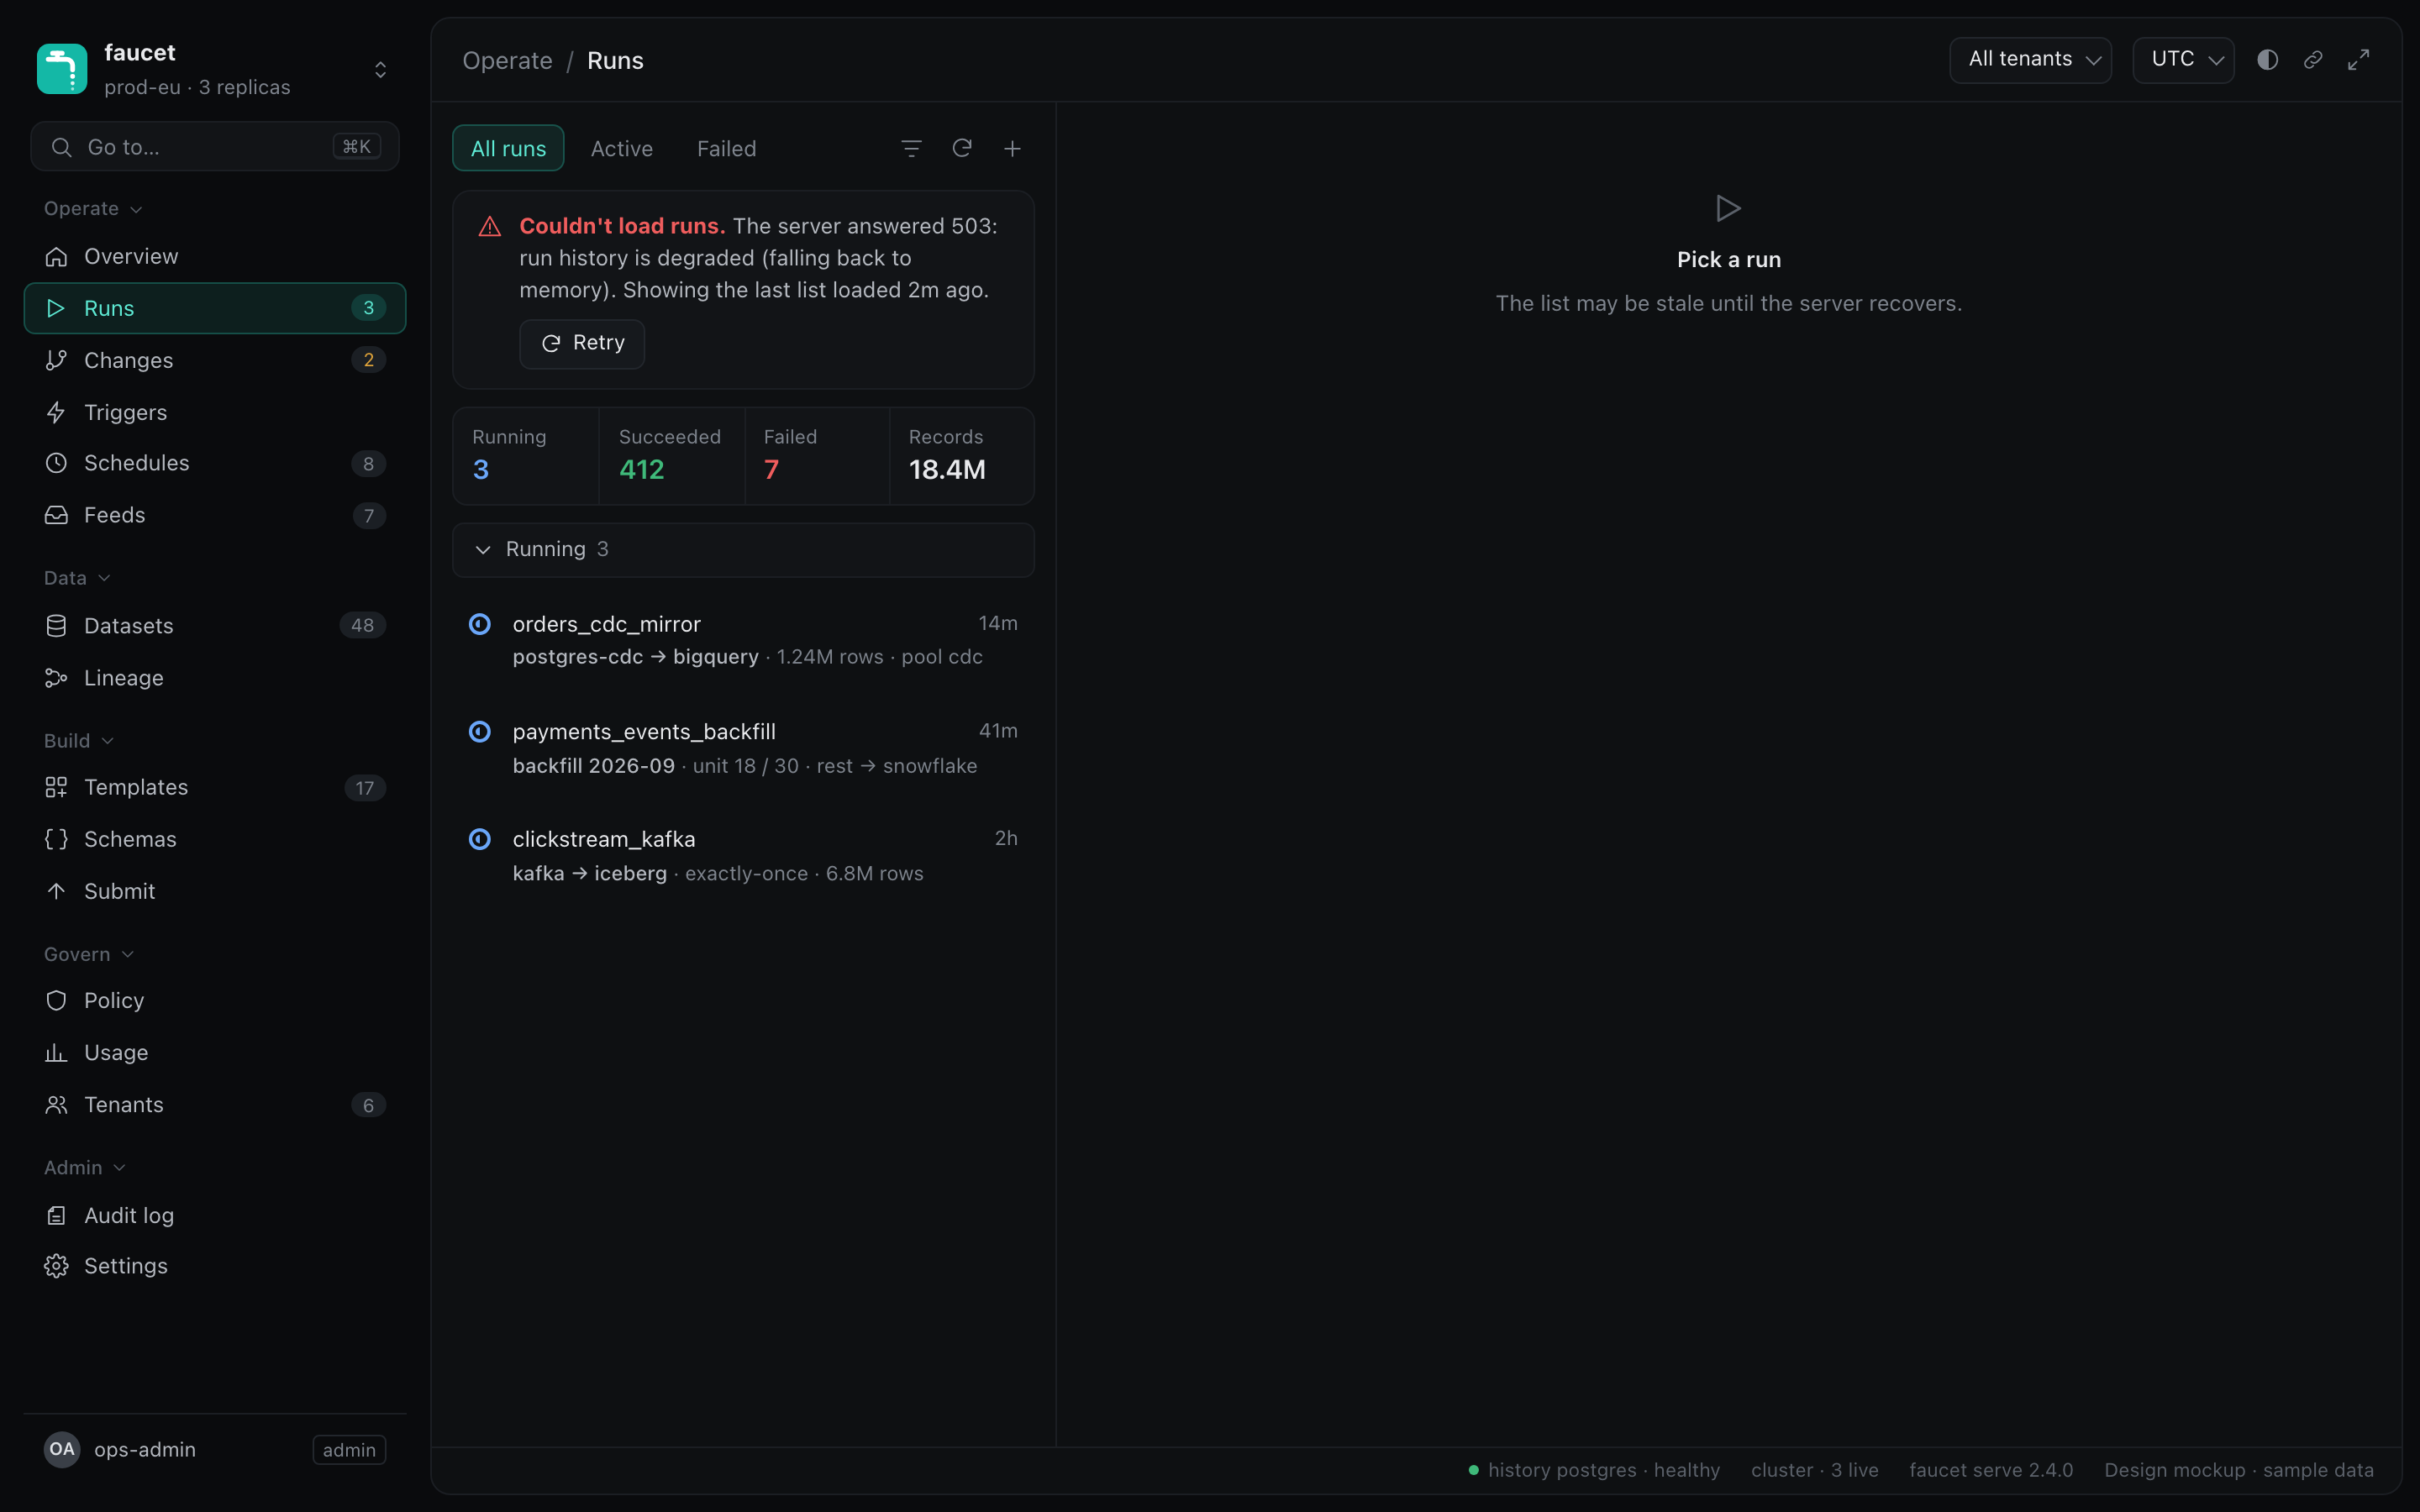 faucet
prod-eu · 3 replicas
Go to...
⌘K
Operate
Overview
Runs 3
Changes 2
Triggers
Schedules 8
Feeds 7
Data
Datasets 48
Lineage
Build
Templates 17
Schemas
Submit
Govern
Policy
Usage
Tenants 6
Admin
Audit log
Settings
OA ops-admin admin
Operate / Runs
All tenants
UTC
All runs Active Failed
Couldn't load runs. The server answered 503:
run history is degraded (falling back to
memory). Showing the last list loaded 2m ago.
Retry
Running Succeeded Failed Records
3 412 7 18.4M
Running 3
orders_cdc_mirror 14m
postgres-cdc → bigquery · 1.24M rows · pool cdc
payments_events_backfill 41m
backfill 2026-09 · unit 18 / 30 · rest → snowflake
clickstream_kafka 2h
kafka → iceberg · exactly-once · 6.8M rows
Pick a run
The list may be stale until the server recovers.
history postgres · healthy cluster · 3 live faucet serve 2.4.0 Design mockup · sample data